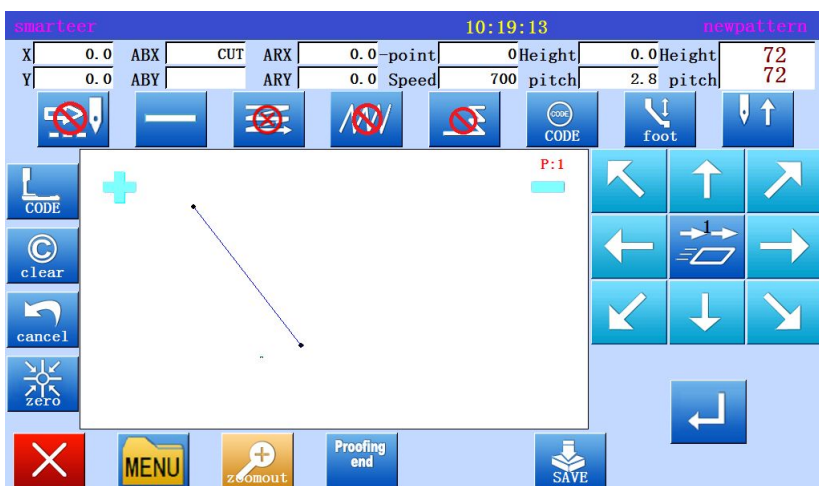 smarteer 10:19:13 newpattern
X 0.0 ABX CUT ARX 0.0 -point 0 Height 0.0 Height 72
Y 0.0 ABY ARY 0.0 Speed 700 pitch 2.8 pitch 72
CODE
CODE foot
P:1
CODE
1
clear
cancel
zero
MENU
zoomout
Proofing
end
SAVE